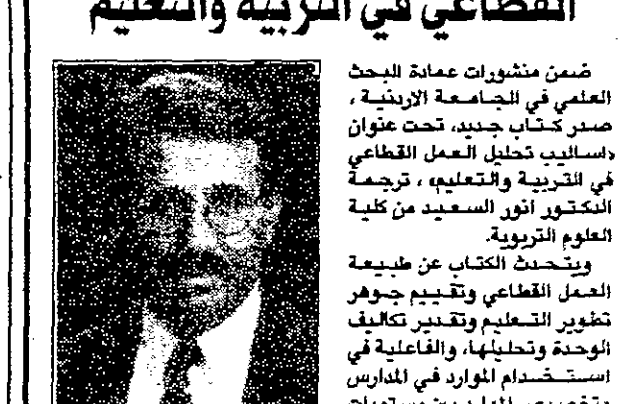 القطاعي في التربية والتعليم
ضمن منشورات عمادة البحث
العلمي في الجامعة الاردنية ،
صدر كتاب جديد، تحت عنوان
«اساليب تحليل العمل القطاعي
في التربية والتعليم» ، ترجمة
الدكتور انور السعيد من كلية
العلوم التربوية.
ويتحدث الكتاب عن طبيعة
العمل القطاعي وتقييم جوهر
تطوير التعليم وتقدير تكاليف
الوحدة وتحليلها، والفاعلية في
استخدام الموارد في المدارس